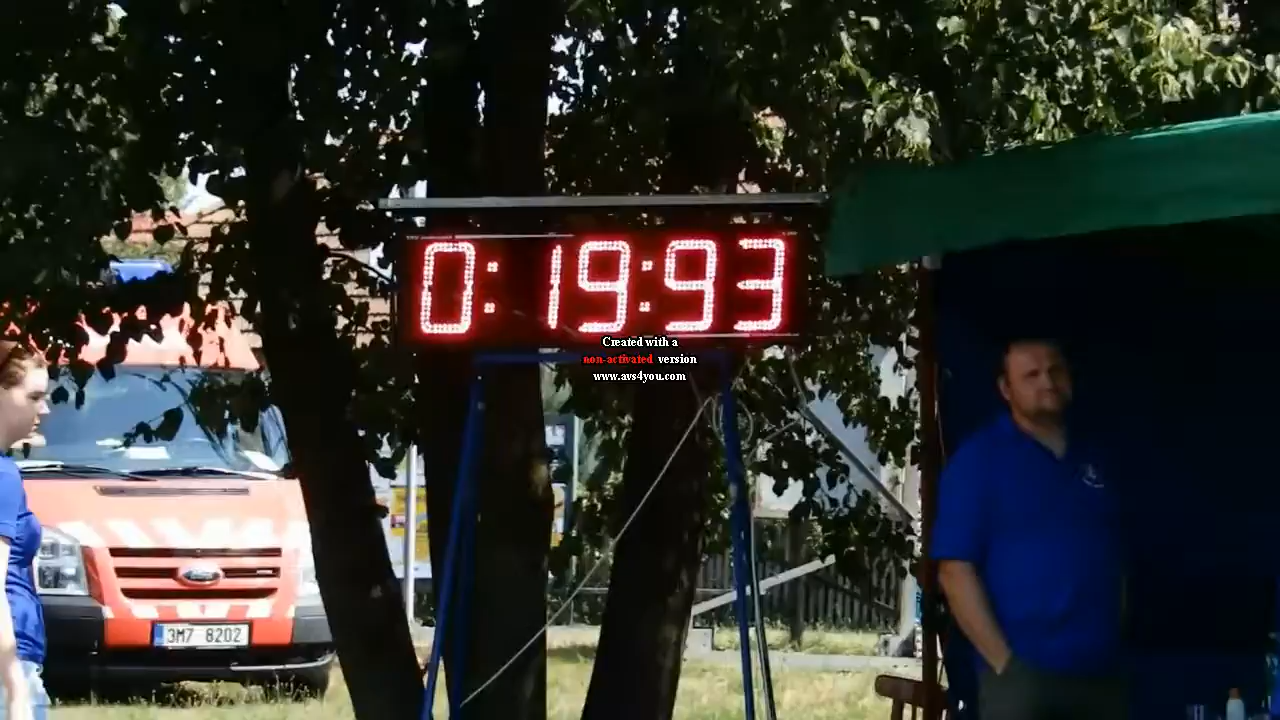 0:19:93
Created with a
non-activated version
www.avs4you.com
3M7 8202